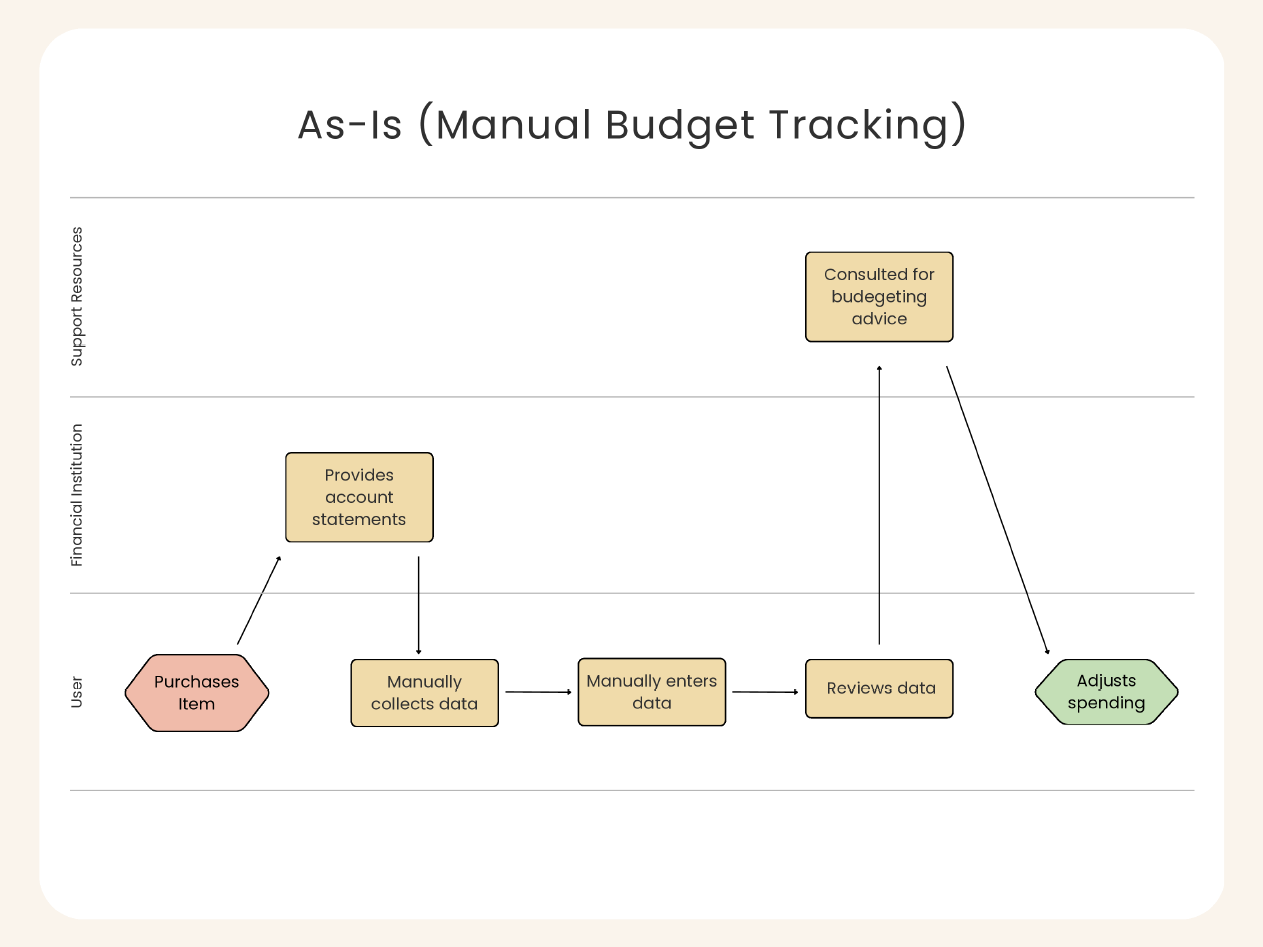 As-Is (Manual Budget Tracking)
Support Resources
Consulted for
budegeting
advice
Financial Institution
Provides
account
statements
User
Purchases
Item
Manually
collects data
Manually enters
data
Reviews data
Adjusts
spending